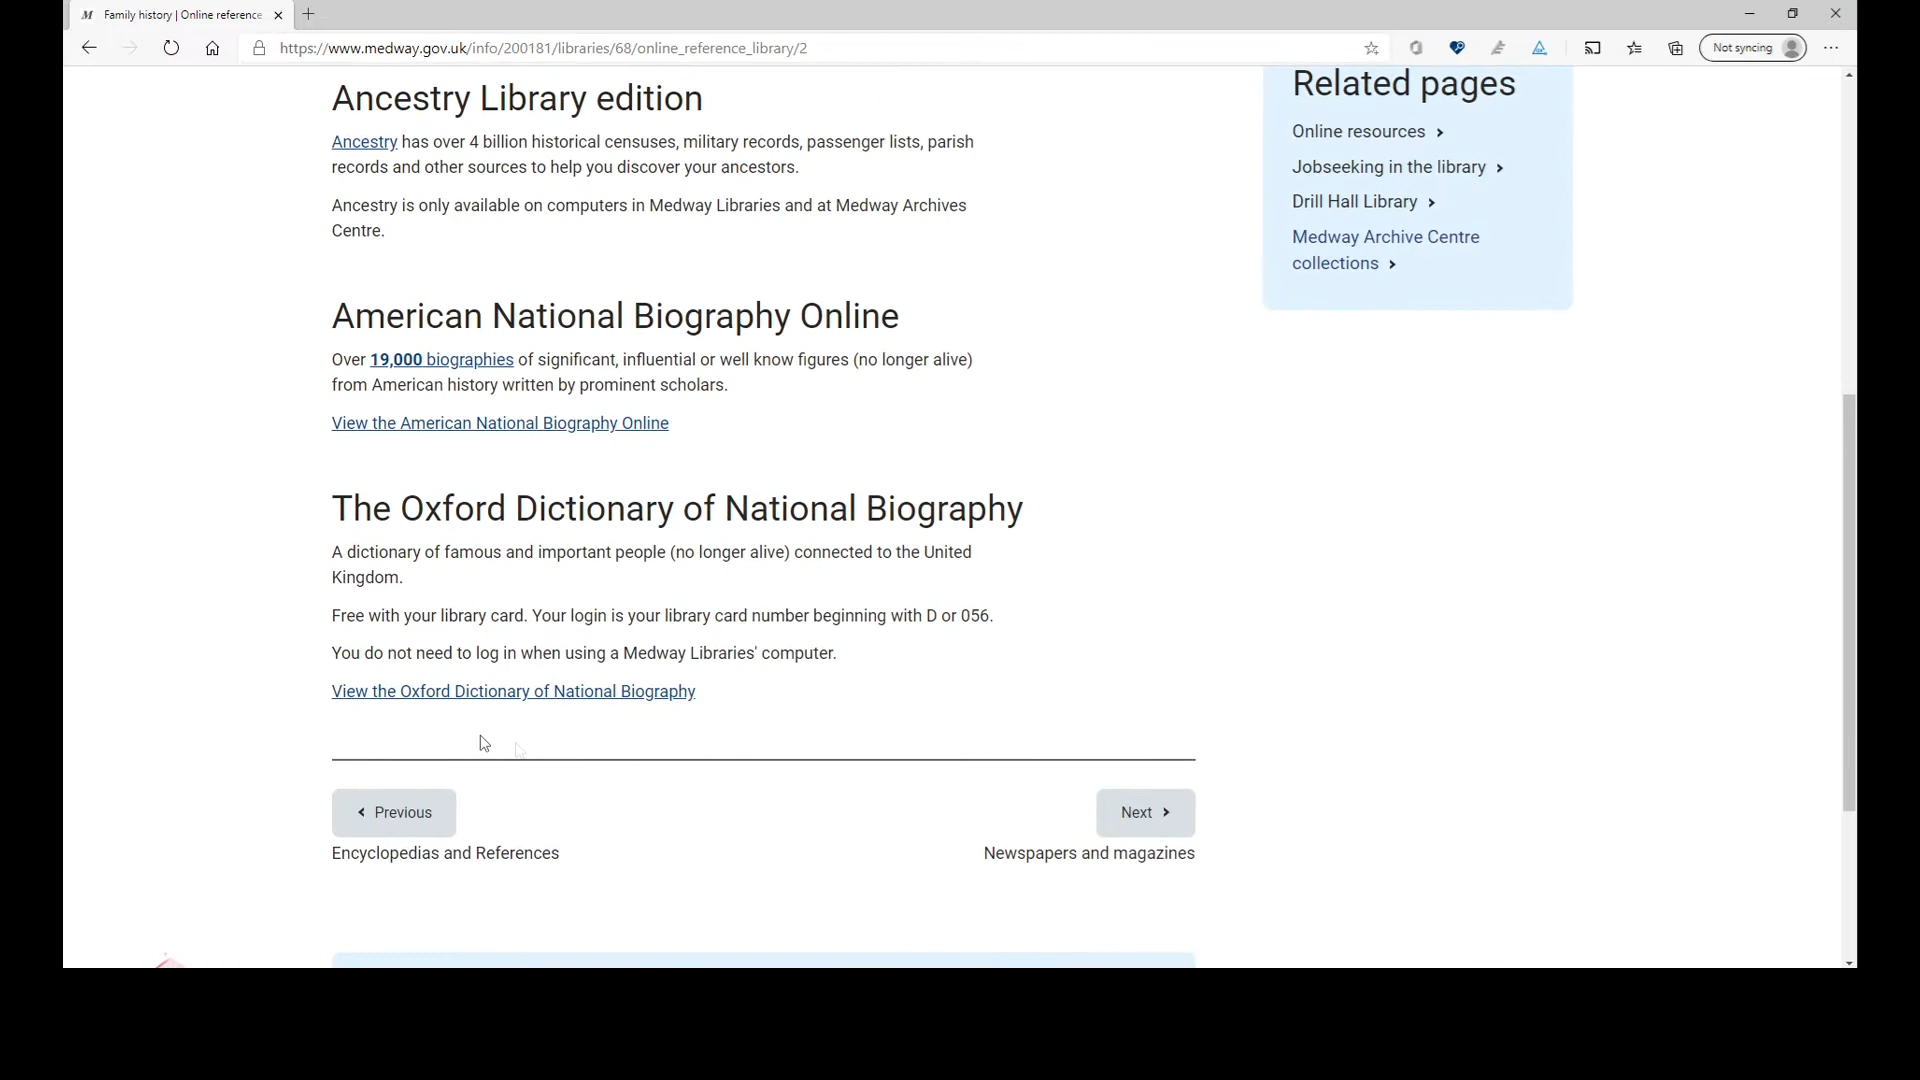 Family history | Online reference
https://www.medway.gov.uk/info/200181/libraries/68/online_reference_library/2
Not syncing
Ancestry Library edition
Ancestry has over 4 billion historical censuses, military records, passenger lists, parish
records and other sources to help you discover your ancestors.
Ancestry is only available on computers in Medway Libraries and at Medway Archives
Centre.
American National Biography Online
Over 19,000 biographies of significant, influential or well know figures (no longer alive)
from American history written by prominent scholars.
View the American National Biography Online
The Oxford Dictionary of National Biography
A dictionary of famous and important people (no longer alive) connected to the United
Kingdom.
Free with your library card. Your login is your library card number beginning with D or 056.
You do not need to log in when using a Medway Libraries' computer.
View the Oxford Dictionary of National Biography
Previous
Encyclopedias and References
Next
Newspapers and magazines
Related pages
Online resources
Jobseeking in the library
Drill Hall Library
Medway Archive Centre
collections